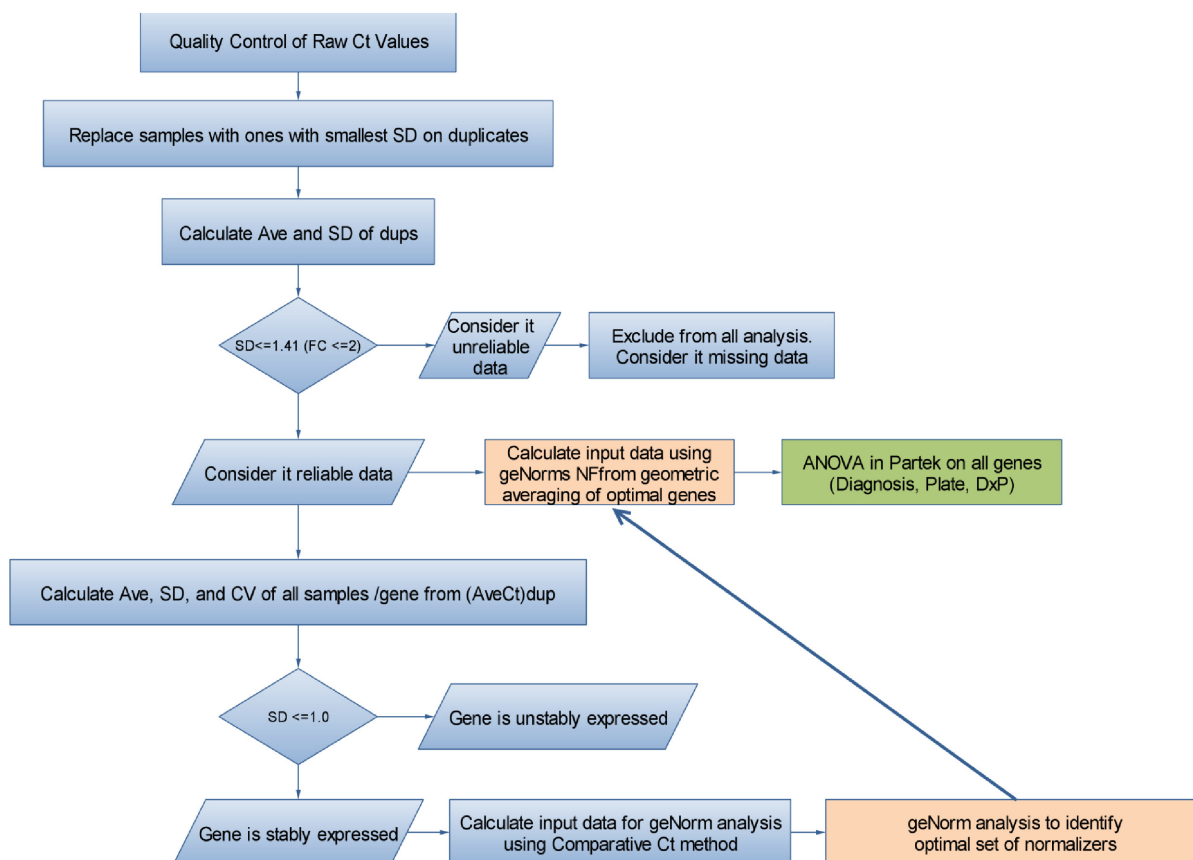 Quality Control of Raw Ct Values
Replace samples with ones with smallest SD on duplicates
Calculate Ave and SD of dups
SD<=1.41 (FC <=2)
Consider it
unreliable
data
Exclude from all analysis.
Consider it missing data
Consider it reliable data
Calculate input data using
geNorms NFfrom geometric
averaging of optimal genes
ANOVA in Partek on all genes
(Diagnosis, Plate, DxP)
Calculate Ave, SD, and CV of all samples /gene from (AveCt)dup
SD <=1.0
Gene is unstably expressed
Gene is stably expressed
Calculate input data for geNorm analysis
using Comparative Ct method
geNorm analysis to identify
optimal set of normalizers